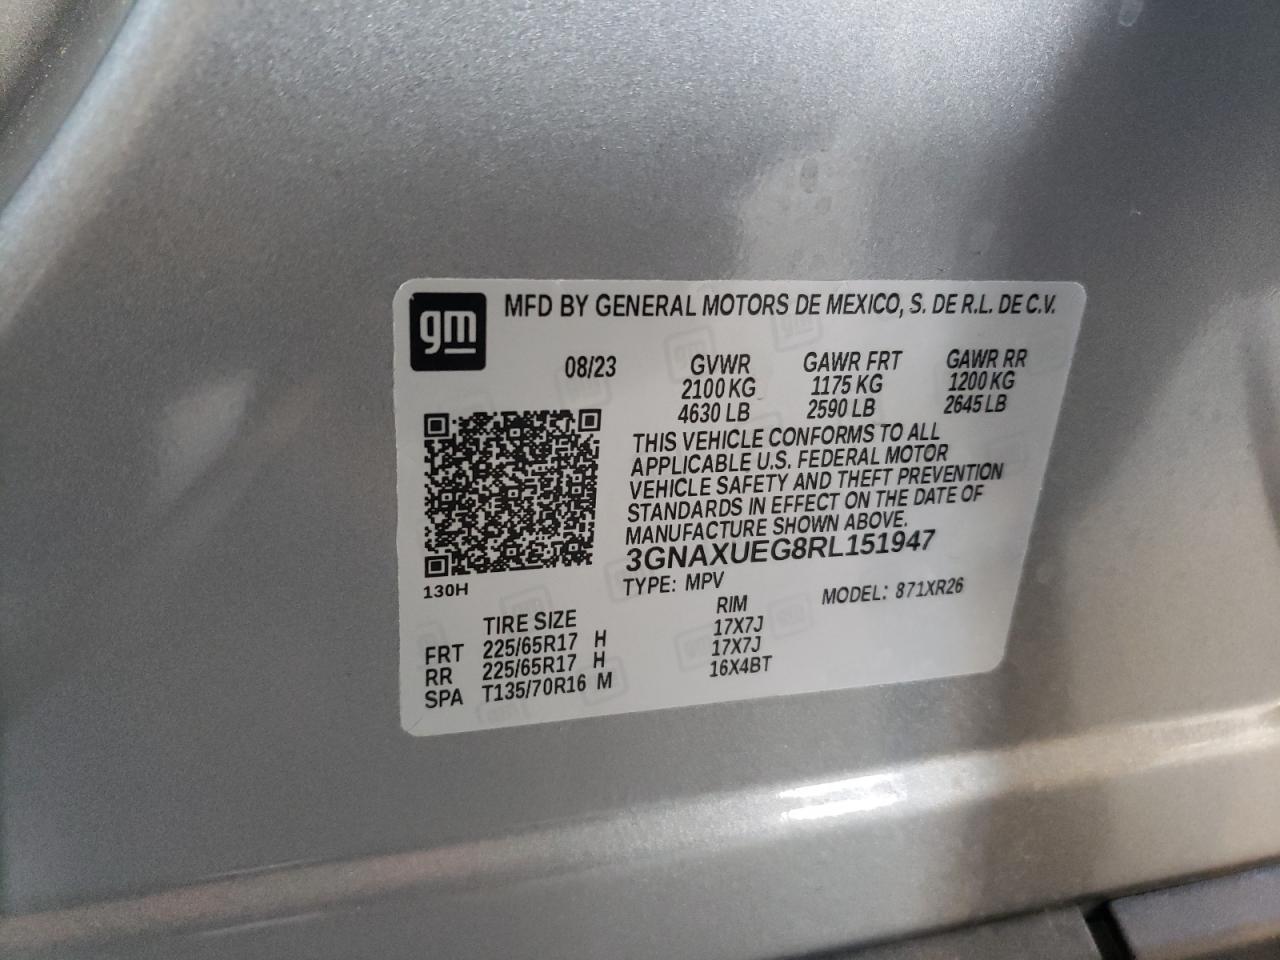 gm
MFD BY GENERAL MOTORS DE MEXICO, S. DE R.L. DE C.V.
08/23 GVWR GAWR FRT GAWR RR
2100 KG 1175 KG 1200 KG
4630 LB 2590 LB 2645 LB
THIS VEHICLE CONFORMS TO ALL
APPLICABLE U.S. FEDERAL MOTOR
VEHICLE SAFETY AND THEFT PREVENTION
STANDARDS IN EFFECT ON THE DATE OF
MANUFACTURE SHOWN ABOVE.
3GNAXUEG8RL151947
130H
TYPE: MPV MODEL: 871XR26
TIRE SIZE RIM
FRT 225/65R17 H 17X7J
RR 225/65R17 H 17X7J
SPA T135/70R16 M 16X4BT